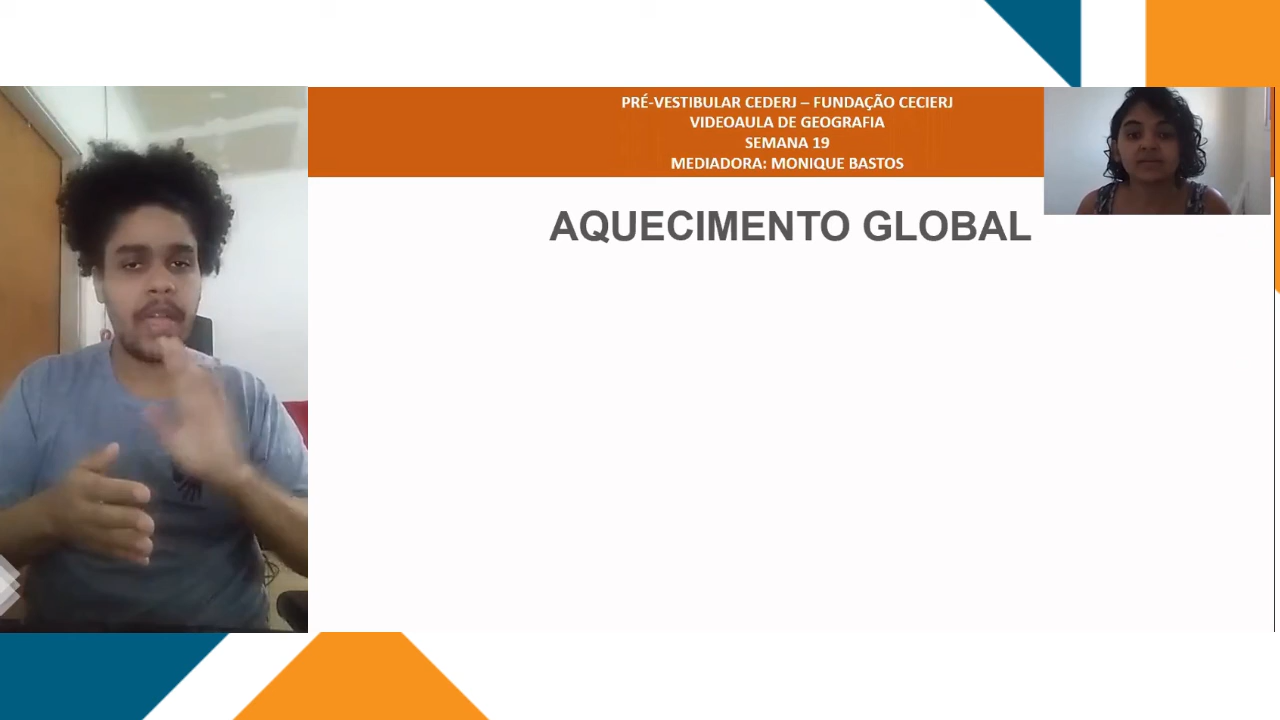 PRÉ-VESTIBULAR CEDERJ – FUNDAÇÃO CECIERJ
VIDEOAULA DE GEOGRAFIA
SEMANA 19
MEDIADORA: MONIQUE BASTOS
AQUECIMENTO GLOBAL